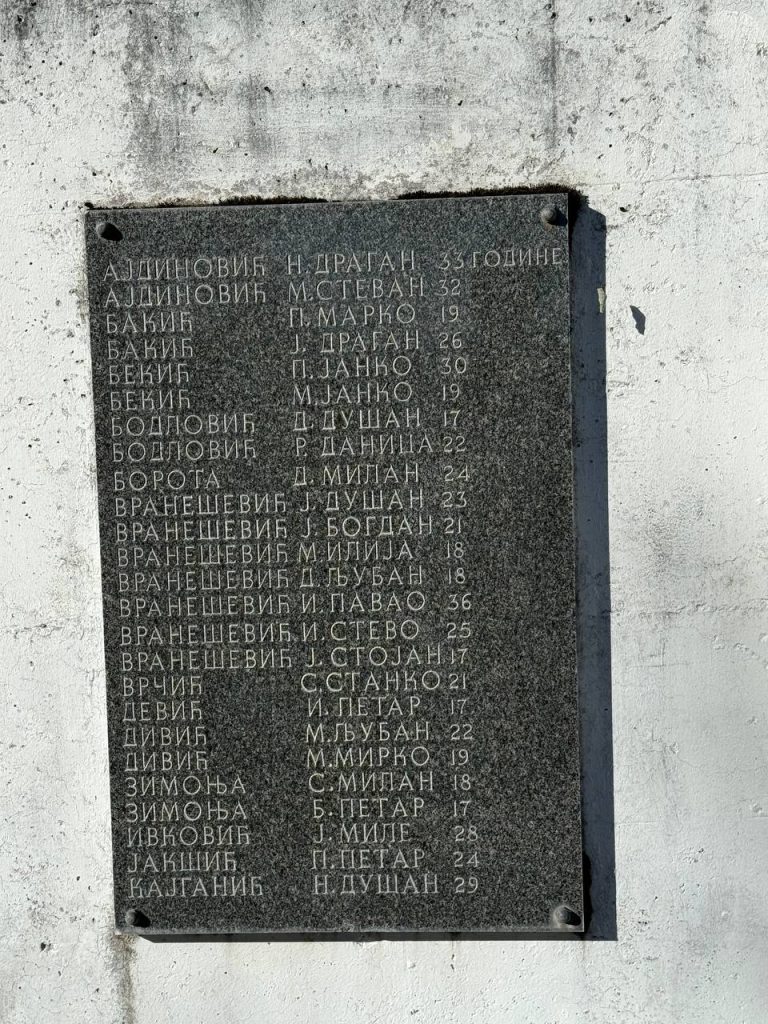 АЈДИНОВИЋ Н. ДРАГАН 33 ГОДИНЕ
АЈДИНОВИЋ М. СТЕВАН 32
БАКИЋ П. МАРКО 19
БАКИЋ Ј. ДРАГАН 26
БЕКИЋ П. ЈАНКО 30
БЕКИЋ М. ЈАНКО 19
БОДЛОВИЋ Д. ДУШАН 17
БОДЛОВИЋ Р. ДАНИЦА 22
БОРОТА Д. МИЛАН 24
ВРАНЕШЕВИЋ Ј. ДУШАН 23
ВРАНЕШЕВИЋ Ј. БОГДАН 21
ВРАНЕШЕВИЋ М ИЛИЈА 18
ВРАНЕШЕВИЋ Д. ЉУБАН 18
ВРАНЕШЕВИЋ И. ПАВАО 36
ВРАНЕШЕВИЋ И. СТЕВО 25
ВРАНЕШЕВИЋ Ј. СТОЈАН 17
ВРЧИЋ С. СТАНКО 21
ДЕВИЋ И. ПЕТАР 17
ДИВИЋ М. ЉУБАН 22
ДИВИЋ М. МИРКО 19
ЗИМОЊА С. МИЛАН 18
ЗИМОЊА Б. ПЕТАР 17
ИВКОВИЋ Ј. МИЛЕ 28
ЈАКШИЋ П. ПЕТАР 24
КАЈГАНИЋ Н. ДУШАН 29